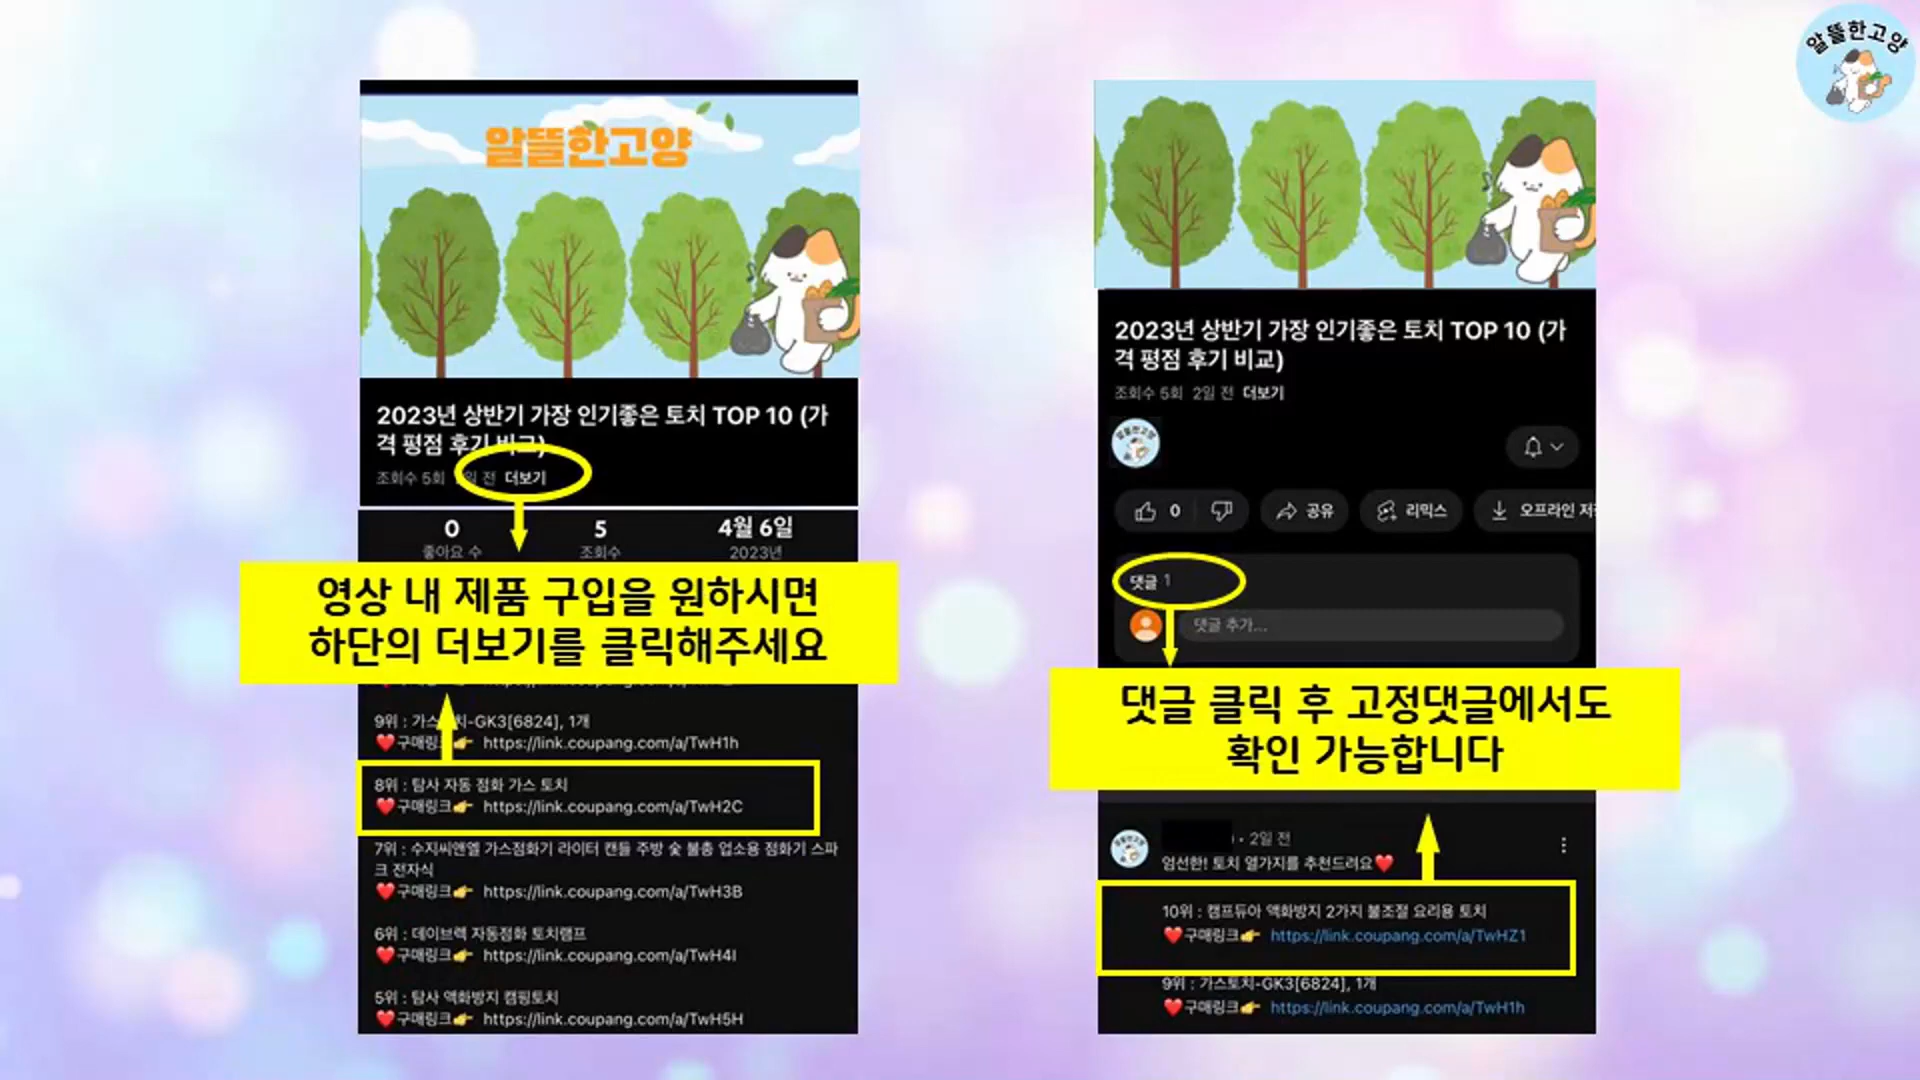 알뜰한고양
알뜰한고양
2023년 상반기 가장 인기좋은 토치 TOP 10 (가
격 평점 후기 비교)
조회수 5회 일 전 더보기
0 5 4월 6일
좋아요 수 조회수 2023년
영상 내 제품 구입을 원하시면
하단의 더보기를 클릭해주세요
9위 : 가스토치-GK3[6824], 1개
❤️구매링크👉 https://link.coupang.com/a/TwH1h
8위 : 탐사 자동 점화 가스 토치
❤️구매링크👉 https://link.coupang.com/a/TwH2C
7위 : 수지씨앤엘 가스점화기 라이터 캔들 주방 숯 불총 업소용 점화기 스파
크 전자식
❤️구매링크👉 https://link.coupang.com/a/TwH3B
6위 : 데이브렉 자동점화 토치램프
❤️구매링크👉 https://link.coupang.com/a/TwH4I
5위 : 탐사 액화방지 캠핑토치
❤️구매링크👉 https://link.coupang.com/a/TwH5H
2023년 상반기 가장 인기좋은 토치 TOP 10 (가
격 평점 후기 비교)
조회수 5회 2일 전 더보기
알뜰한고양
0 공유 리믹스 오프라인 저
댓글 1
댓글 추가...
댓글 클릭 후 고정댓글에서도
확인 가능합니다
알뜰한고양
• 2일 전
엄선한! 토치 열가지를 추천드려요❤️
10위 : 캠프듀아 액화방지 2가지 불조절 요리용 토치
❤️구매링크👉 https://link.coupang.com/a/TwHZ1
9위 : 가스토치-GK3[6824], 1개
❤️구매링크👉 https://link.coupang.com/a/TwH1h